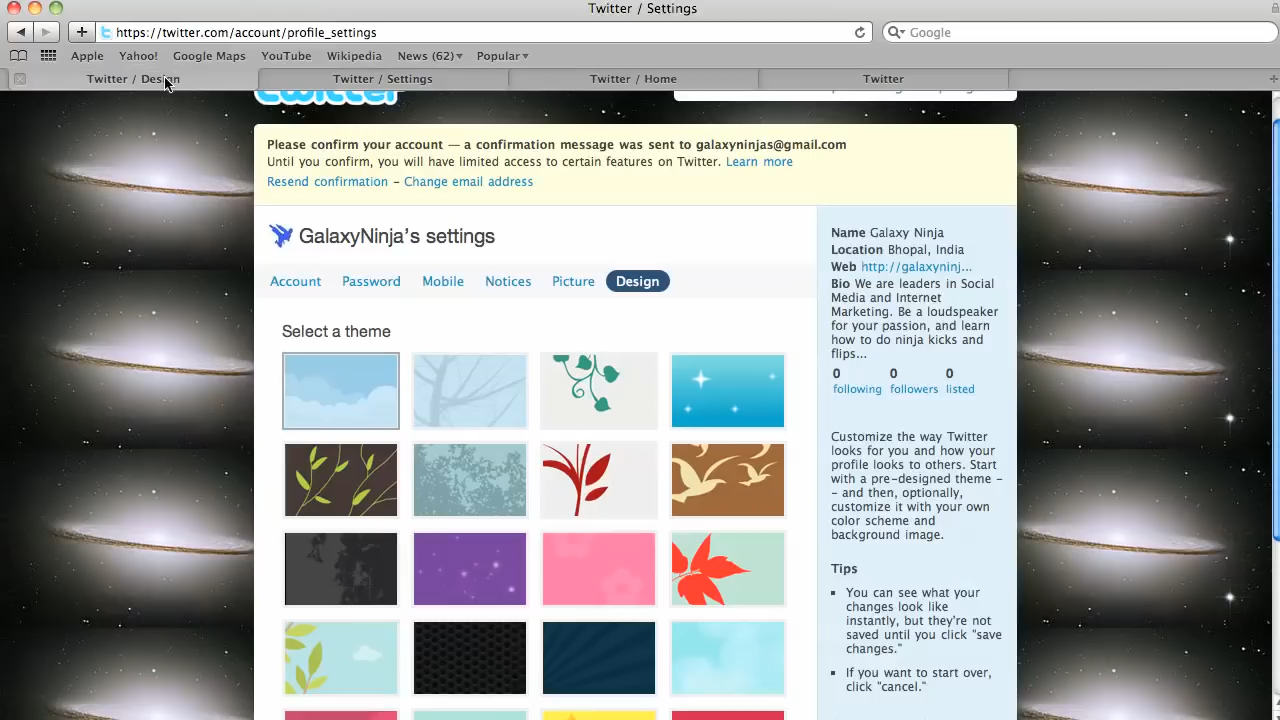 Twitter / Settings
https://twitter.com/account/profile_settings
Google
Apple Yahoo! Google Maps YouTube Wikipedia News (62) Popular
Twitter / Design Twitter / Settings Twitter / Home Twitter
twitter
Please confirm your account — a confirmation message was sent to galaxyninjas@gmail.com
Until you confirm, you will have limited access to certain features on Twitter. Learn more
Resend confirmation – Change email address
GalaxyNinja's settings
Account Password Mobile Notices Picture Design
Select a theme
Name Galaxy Ninja
Location Bhopal, India
Web http://galaxyninj...
Bio We are leaders in Social
Media and Internet
Marketing. Be a loudspeaker
for your passion, and learn
how to do ninja kicks and
flips...
0 0 0
following followers listed
Customize the way Twitter
looks for you and how your
profile looks to others. Start
with a pre-designed theme -
- and then, optionally,
customize it with your own
color scheme and
background image.
Tips
You can see what your
changes look like
instantly, but they're not
saved until you click "save
changes."
If you want to start over,
click "cancel."